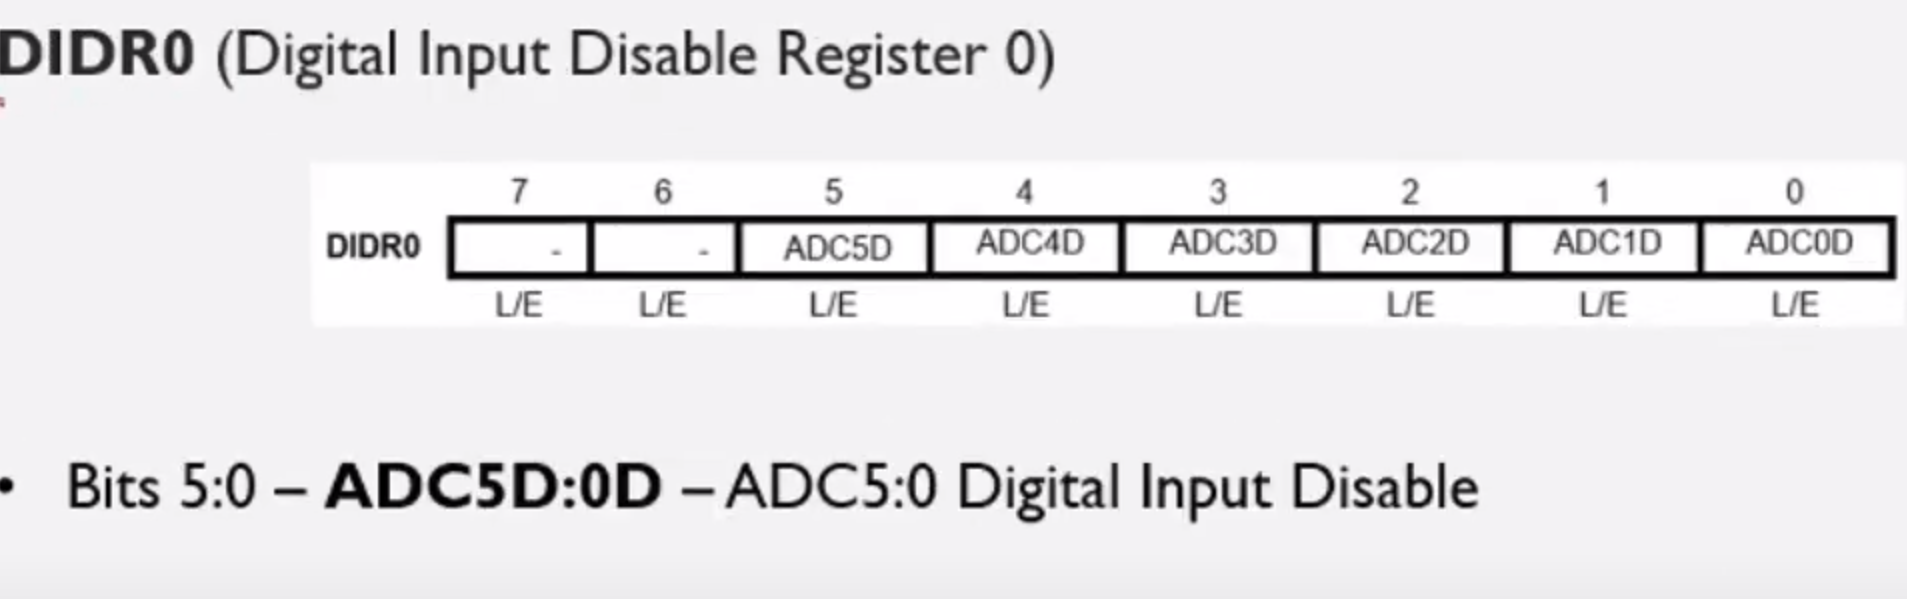 DIDR0 (Digital Input Disable Register 0)
7 6 5 4 3 2 1 0
DIDR0 - - ADC5D ADC4D ADC3D ADC2D ADC1D ADC0D
L/E L/E L/E L/E L/E L/E L/E L/E
• Bits 5:0 – ADC5D:0D – ADC5:0 Digital Input Disable